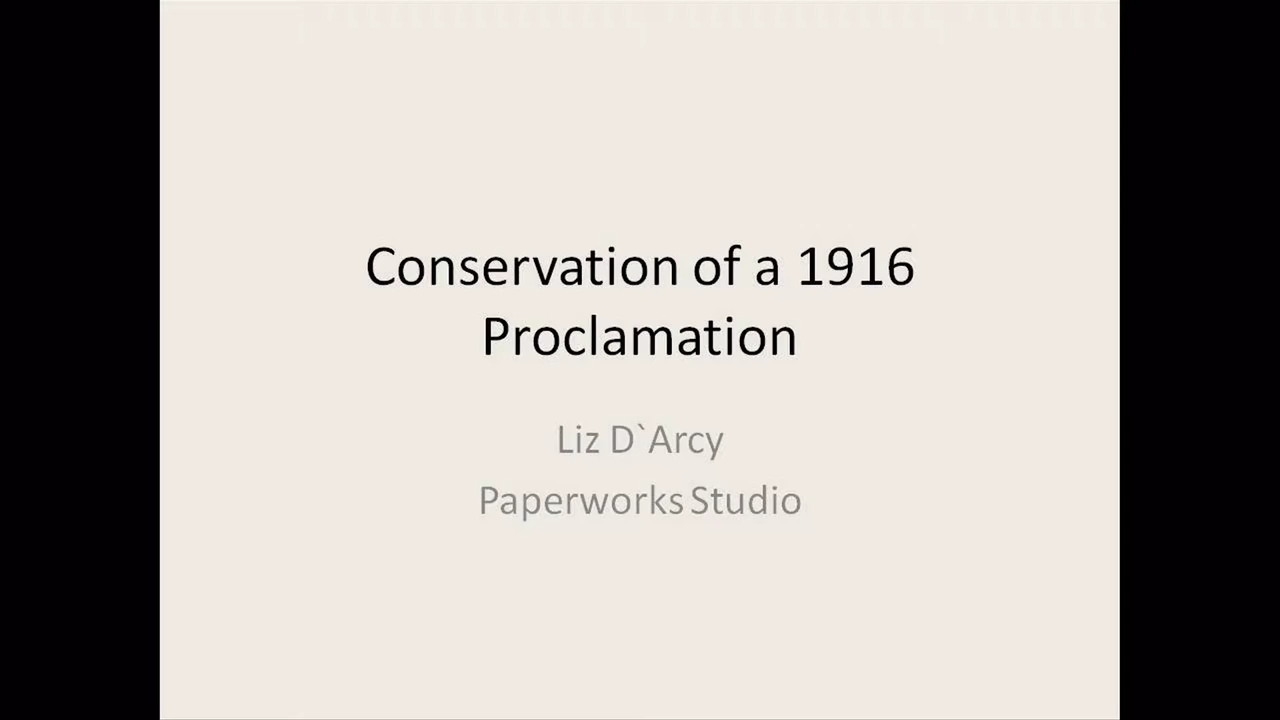 Conservation of a 1916
Proclamation
Liz D`Arcy
Paperworks Studio